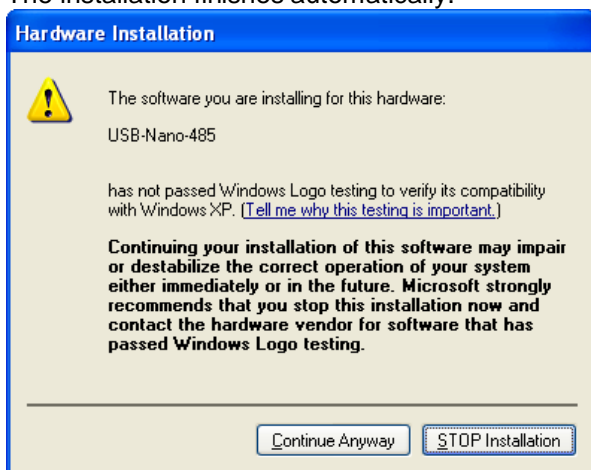 The installation finishes automatically.
Hardware Installation
The software you are installing for this hardware:
USB-Nano-485
has not passed Windows Logo testing to verify its compatibility
with Windows XP. (Tell me why this testing is important.)
Continuing your installation of this software may impair
or destabilize the correct operation of your system
either immediately or in the future. Microsoft strongly
recommends that you stop this installation now and
contact the hardware vendor for software that has
passed Windows Logo testing.
Continue Anyway
STOP Installation